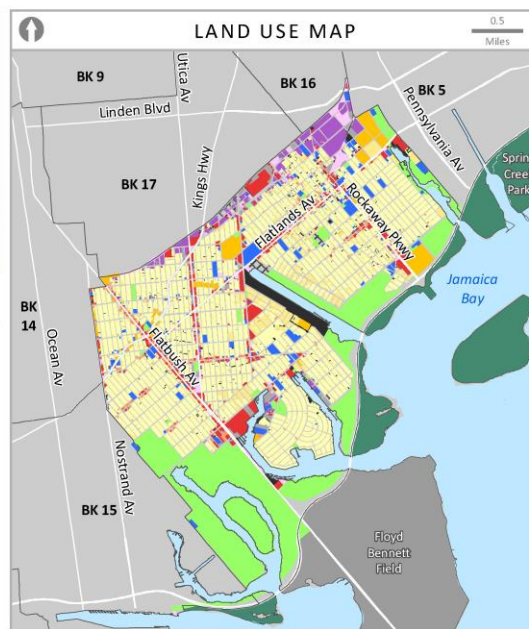 LAND USE MAP
0.5
Miles
BK 9
Utica Av
BK 16
BK 5
Linden Blvd
Pennsylvania Av
Kings Hwy
BK 17
Spring
Creek
Park
Flatlands Av
Rockaway Pkwy
Jamaica
Bay
BK
14
Ocean Av
Flatbush Av
Nostrand Av
BK 15
Floyd
Bennett
Field